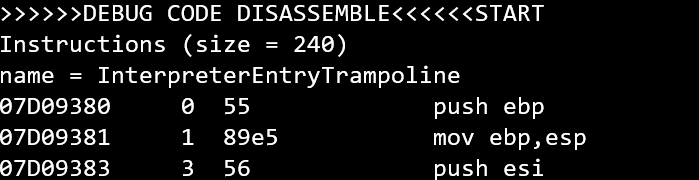 >>>>>>DEBUG CODE DISASSEMBLE<<<<<<START
Instructions (size = 240)
name = InterpreterEntryTrampoline
07D09380 0 55 push ebp
07D09381 1 89e5 mov ebp,esp
07D09383 3 56 push esi